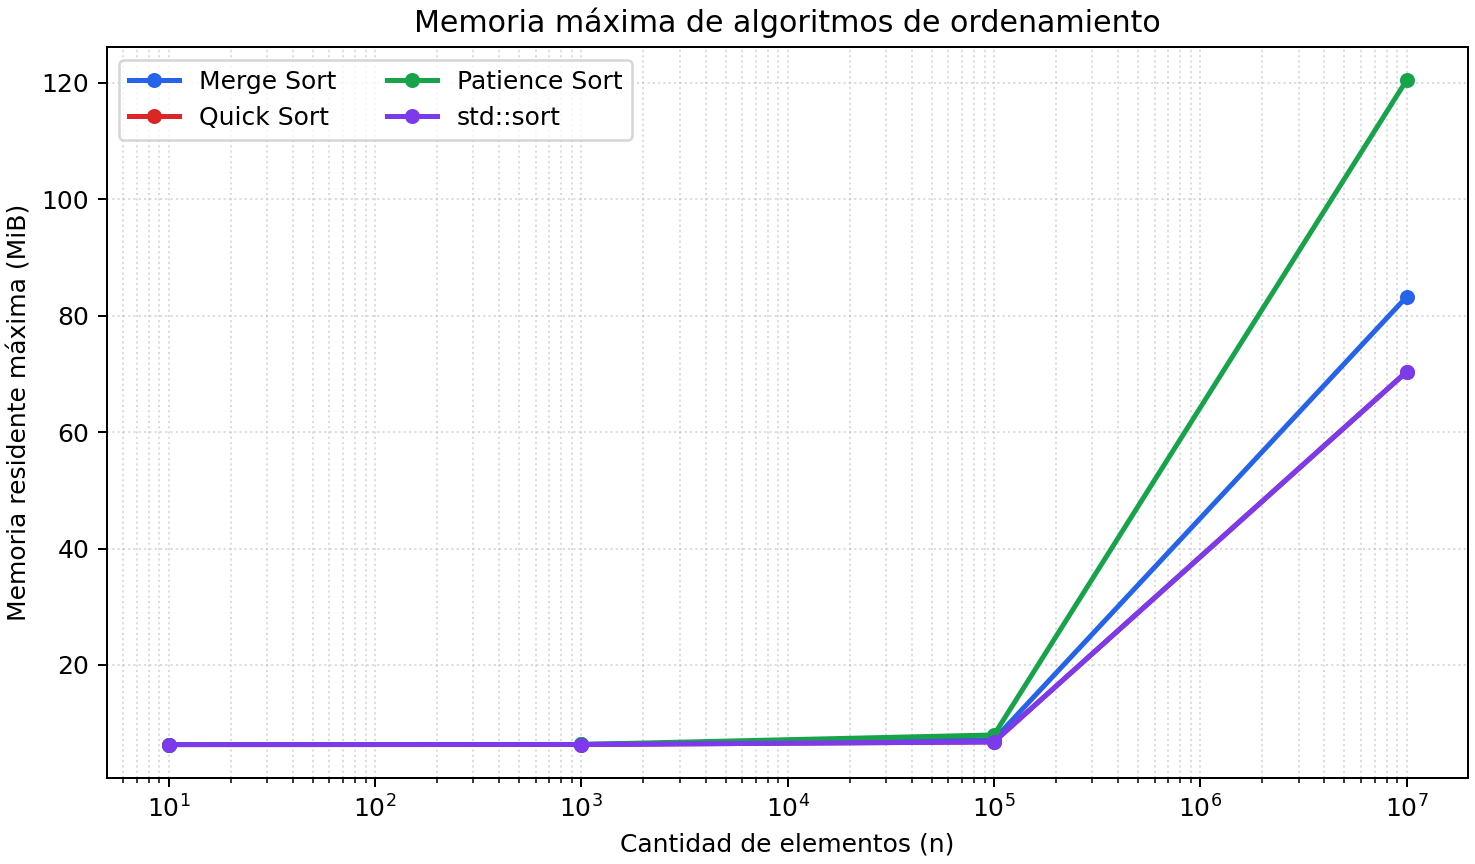 Memoria máxima de algoritmos de ordenamiento
Merge Sort
Quick Sort
Patience Sort
std::sort
Memoria residente máxima (MiB)
120
100
80
60
40
20
10¹
10²
10³
10⁴
10⁵
10⁶
10⁷
Cantidad de elementos (n)